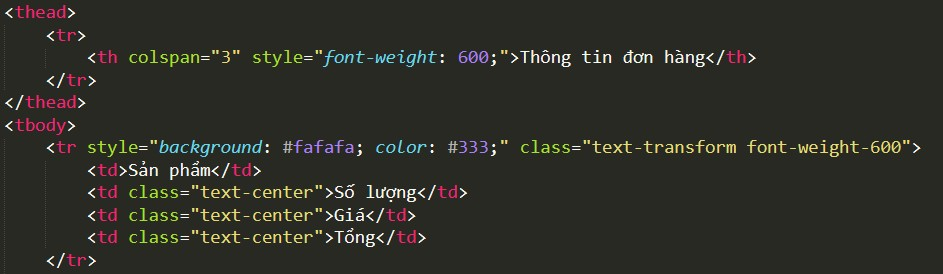 <thead>
<tr>
<th colspan="3" style="font-weight: 600;">Thông tin đơn hàng</th>
</tr>
</thead>
<tbody>
<tr style="background: #fafafa; color: #333;" class="text-transform font-weight-600">
<td>Sản phẩm</td>
<td class="text-center">Số lượng</td>
<td class="text-center">Giá</td>
<td class="text-center">Tổng</td>
</tr>